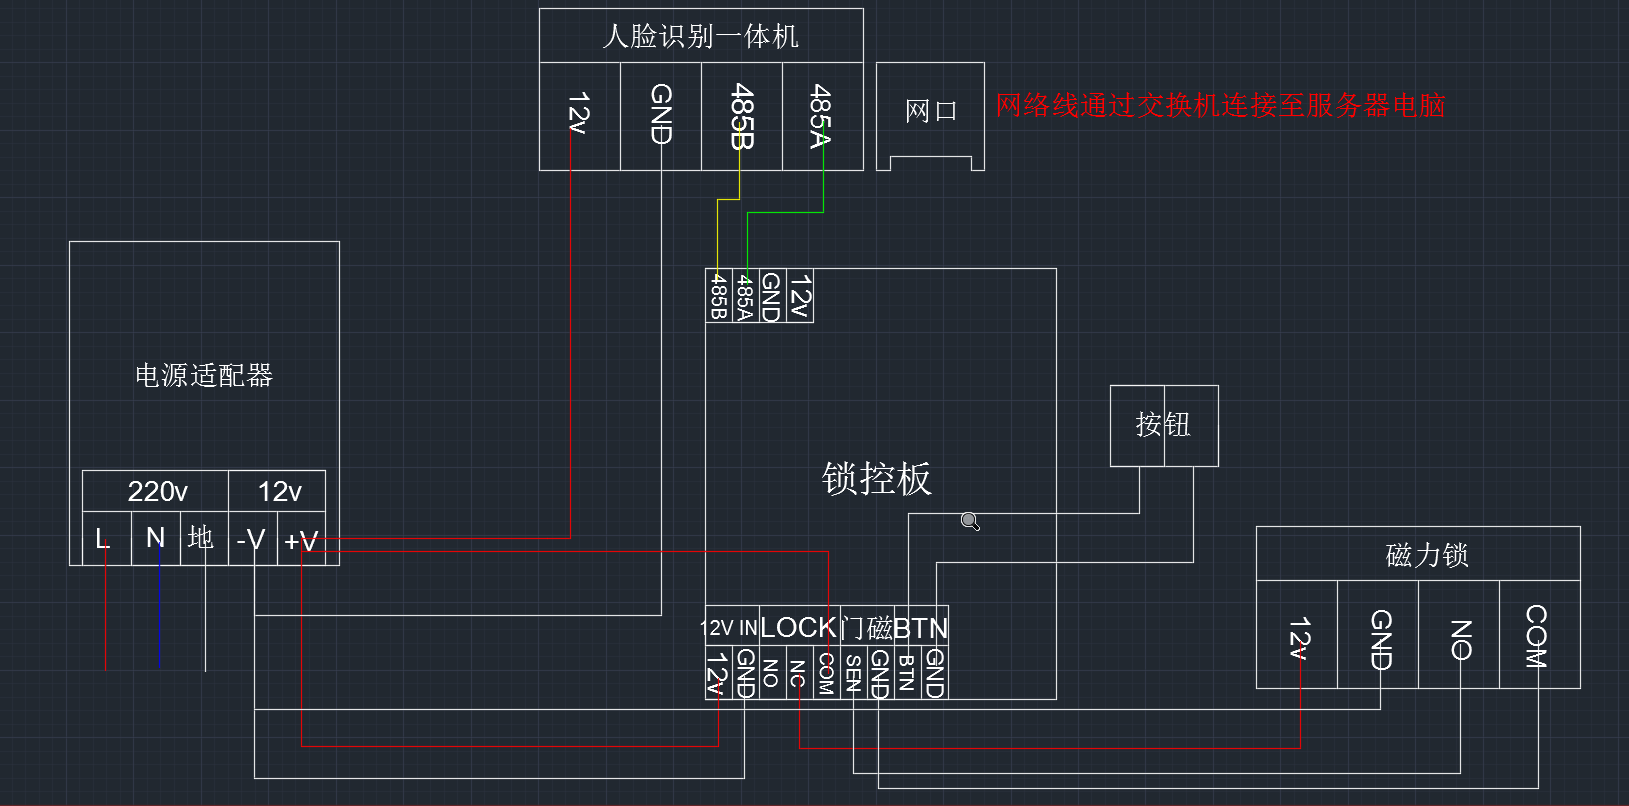 人脸识别一体机
12v GND 485B 485A
网口
网络线通过交换机连接至服务器电脑
485B 485A GND 12v
电源适配器
220v 12v
L N 地 -V +V
锁控板
按钮
12V IN LOCK 门磁 BTN
12v GND NO NC COM SEN GND BTN GND
磁力锁
12v GND NO COM